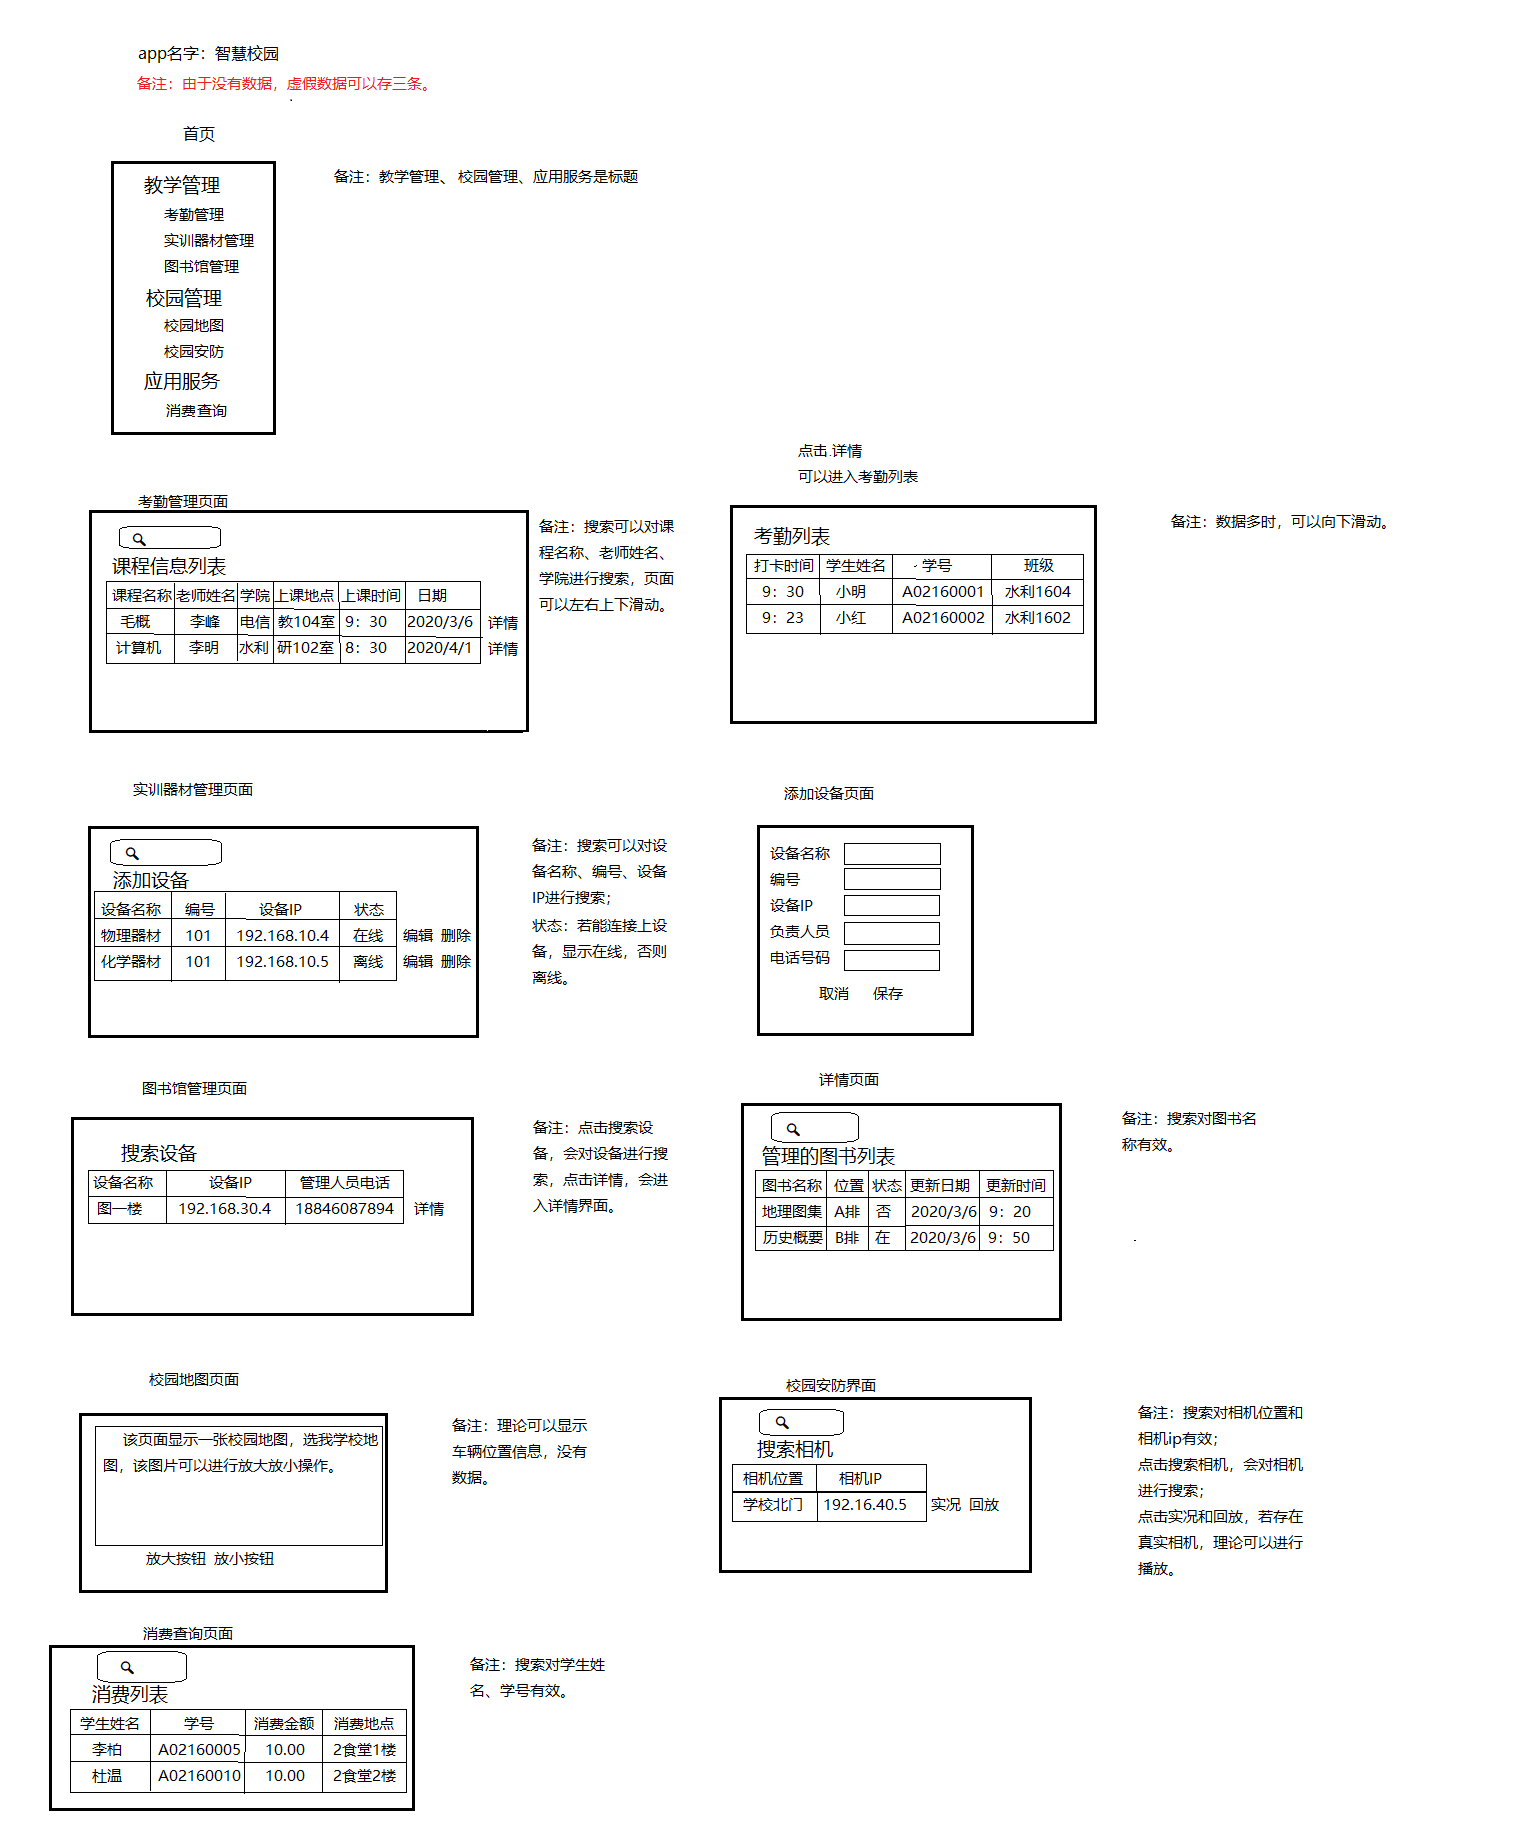 app名字：智慧校园
备注：由于没有数据，虚假数据可以存三条。
首页
教学管理
考勤管理
实训器材管理
图书馆管理
校园管理
校园地图
校园安防
应用服务
消费查询
备注：教学管理、 校园管理、应用服务是标题
考勤管理页面
课程信息列表
课程名称 老师姓名 学院 上课地点 上课时间 日期
毛概 李峰 电信 教104室 9：30 2020/3/6 详情
计算机 李明 水利 研102室 8：30 2020/4/1 详情
备注：搜索可以对课
程名称、老师姓名、
学院进行搜索，页面
可以左右上下滑动。
点击.详情
可以进入考勤列表
考勤列表
打卡时间 学生姓名 学号 班级
9：30 小明 A02160001 水利1604
9：23 小红 A02160002 水利1602
备注：数据多时，可以向下滑动。
实训器材管理页面
添加设备
设备名称 编号 设备IP 状态
物理器材 101 192.168.10.4 在线 编辑 删除
化学器材 101 192.168.10.5 离线 编辑 删除
备注：搜索可以对设
备名称、编号、设备
IP进行搜索；
状态：若能连接上设
备，显示在线，否则
离线。
添加设备页面
设备名称
编号
设备IP
负责人员
电话号码
取消 保存
图书馆管理页面
搜索设备
设备名称 设备IP 管理人员电话
图一楼 192.168.30.4 18846087894 详情
备注：点击搜索设
备，会对设备进行搜
索，点击详情，会进
入详情界面。
详情页面
管理的图书列表
图书名称 位置 状态 更新日期 更新时间
地理图集 A排 否 2020/3/6 9：20
历史概要 B排 在 2020/3/6 9：50
备注：搜索对图书名
称有效。
校园地图页面
该页面显示一张校园地图，选我学校地
图，该图片可以进行放大放小操作。
放大按钮 放小按钮
备注：理论可以显示
车辆位置信息，没有
数据。
校园安防界面
搜索相机
相机位置 相机IP
学校北门 192.16.40.5 实况 回放
备注：搜索对相机位置和
相机ip有效；
点击搜索相机，会对相机
进行搜索；
点击实况和回放，若存在
真实相机，理论可以进行
播放。
消费查询页面
消费列表
学生姓名 学号 消费金额 消费地点
李柏 A02160005 10.00 2食堂1楼
杜温 A02160010 10.00 2食堂2楼
备注：搜索对学生姓
名、学号有效。